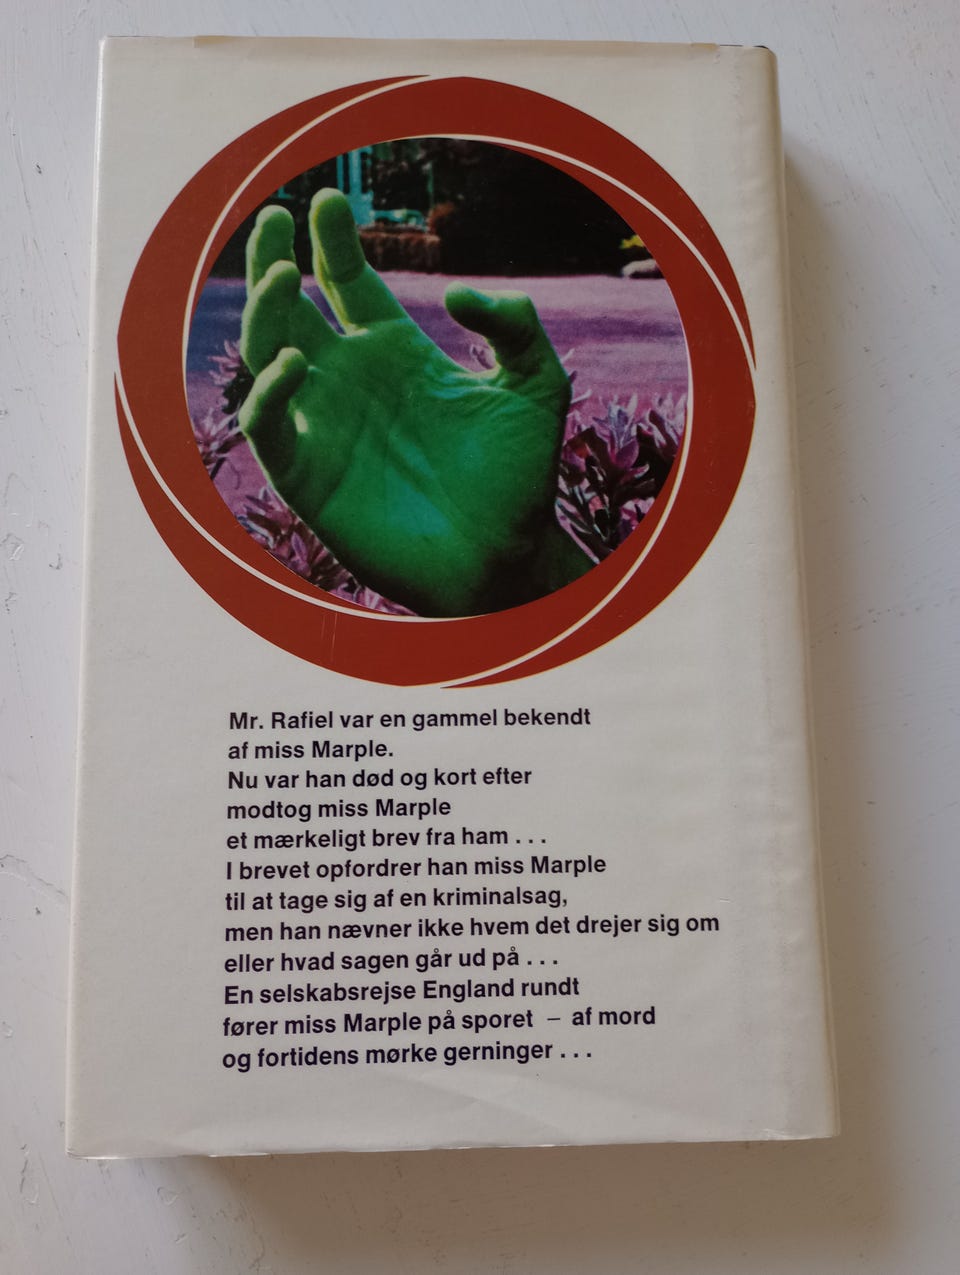 Mr. Rafiel var en gammel bekendt
af miss Marple.
Nu var han død og kort efter
modtog miss Marple
et mærkeligt brev fra ham . . .
I brevet opfordrer han miss Marple
til at tage sig af en kriminalsag,
men han nævner ikke hvem det drejer sig om
eller hvad sagen går ud på . . .
En selskabsrejse England rundt
fører miss Marple på sporet – af mord
og fortidens mørke gerninger . . .